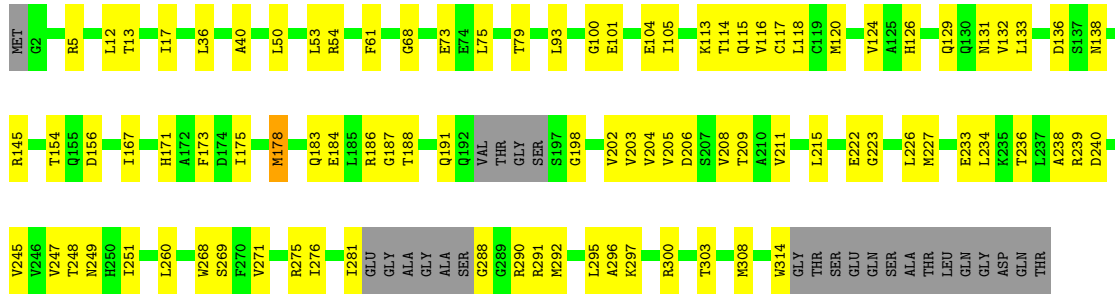 MET G2 R5 L12 T13 I17 L36 A40 L50 L53 R54 F61 G68 E73 E74 L75 T79 L93 G100 E101 E104 I105 K113 T114 Q115 V116 C117 L118 C119 M120 V124 A125 H126 Q129 Q130 N131 V132 L133 D136 S137 N138
R145 T154 Q155 D156 I167 H171 A172 F173 D174 I175 M178 Q183 E184 L185 R186 G187 T188 Q191 Q192 VAL THR GLY SER S197 G198 V202 V203 V204 V205 D206 S207 V208 T209 A210 V211 L215 E222 G223 L226 M227 E233 L234 K235 T236 L237 A238 R239 D240
V245 V246 V247 T248 N249 H250 I251 L260 W268 S269 F270 V271 R275 I276 I281 GLU GLY ALA GLY ALA SER G288 G289 R290 R291 M292 L295 A296 K297 R300 T303 M308 W314 GLY THR SER GLU GLN SER ALA THR LEU GLN GLY ASP GLN THR